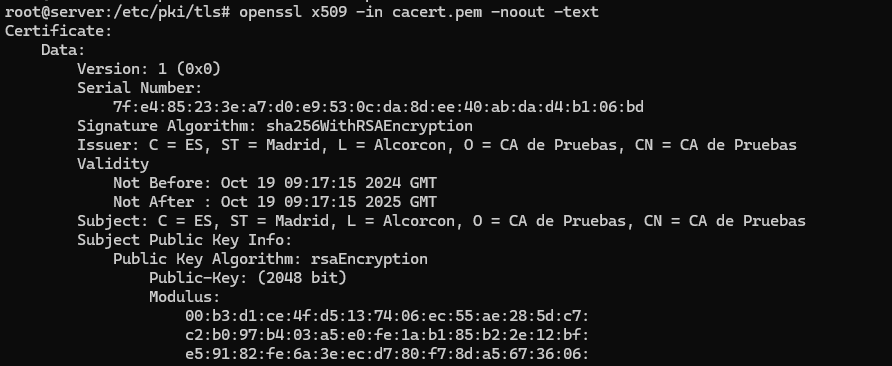 root@server:/etc/pki/tls# openssl x509 -in cacert.pem -noout -text
Certificate:
    Data:
        Version: 1 (0x0)
        Serial Number:
            7f:e4:85:23:3e:a7:d0:e9:53:0c:da:8d:ee:40:ab:da:d4:b1:06:bd
        Signature Algorithm: sha256WithRSAEncryption
        Issuer: C = ES, ST = Madrid, L = Alcorcon, O = CA de Pruebas, CN = CA de Pruebas
        Validity
            Not Before: Oct 19 09:17:15 2024 GMT
            Not After : Oct 19 09:17:15 2025 GMT
        Subject: C = ES, ST = Madrid, L = Alcorcon, O = CA de Pruebas, CN = CA de Pruebas
        Subject Public Key Info:
            Public Key Algorithm: rsaEncryption
                Public-Key: (2048 bit)
                Modulus:
                    00:b3:d1:ce:4f:d5:13:74:06:ec:55:ae:28:5d:c7:
                    c2:b0:97:b4:03:a5:e0:fe:1a:b1:85:b2:2e:12:bf:
                    e5:91:82:fe:6a:3e:ec:d7:80:f7:8d:a5:67:36:06: